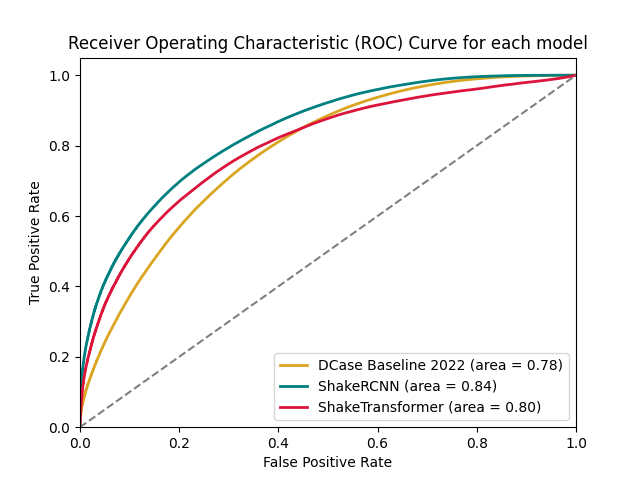 Receiver Operating Characteristic (ROC) Curve for each model
True Positive Rate
1.0
0.8
0.6
0.4
0.2
0.0
DCase Baseline 2022 (area = 0.78)
ShakeRCNN (area = 0.84)
ShakeTransformer (area = 0.80)
0.0 0.2 0.4 0.6 0.8 1.0
False Positive Rate